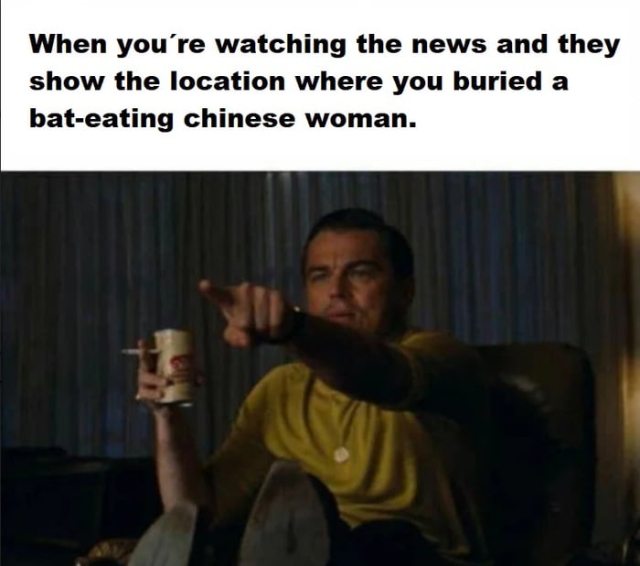 When you´re watching the news and they
show the location where you buried a
bat-eating chinese woman.